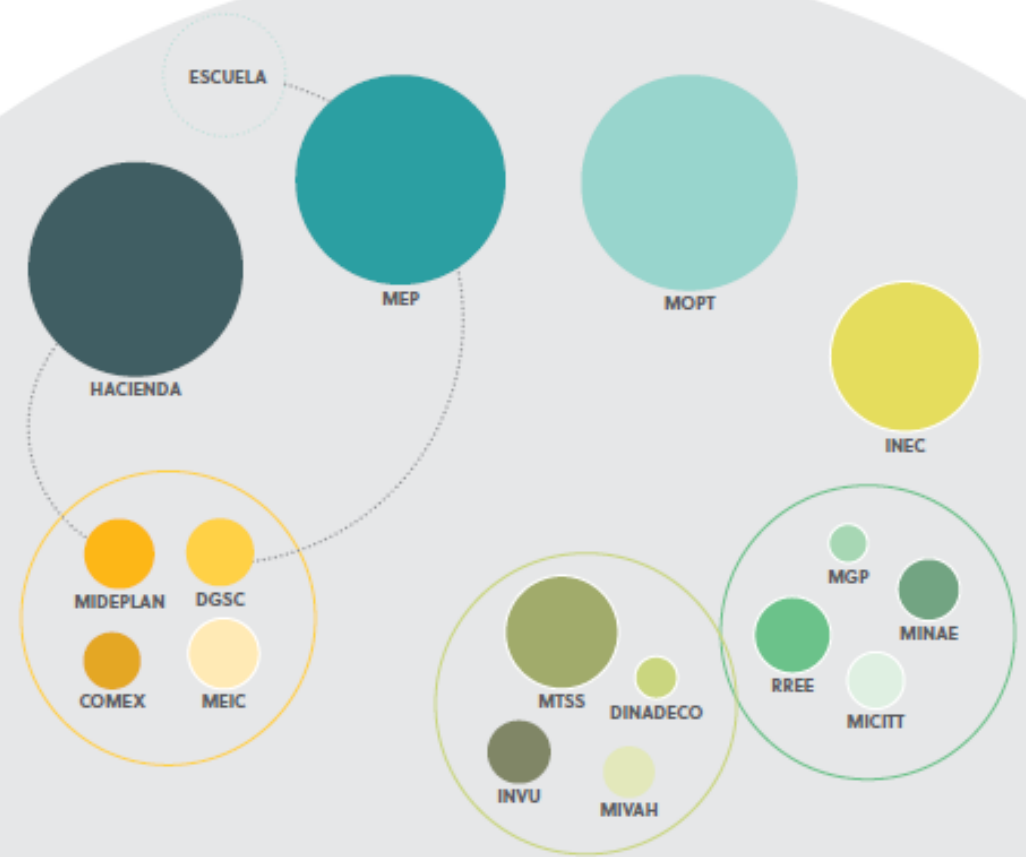 ESCUELA
MEP
MOPT
HACIENDA
INEC
MIDEPLAN
DGSC
COMEX
MEIC
MTSS
DINADECO
INVU
MIVAH
MGP
MINAE
RREE
MICITT